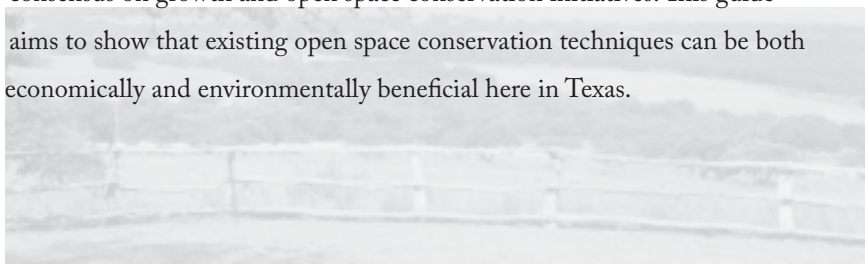 consensus on growth and open space conservation initiatives. This guide
aims to show that existing open space conservation techniques can be both
economically and environmentally beneficial here in Texas.